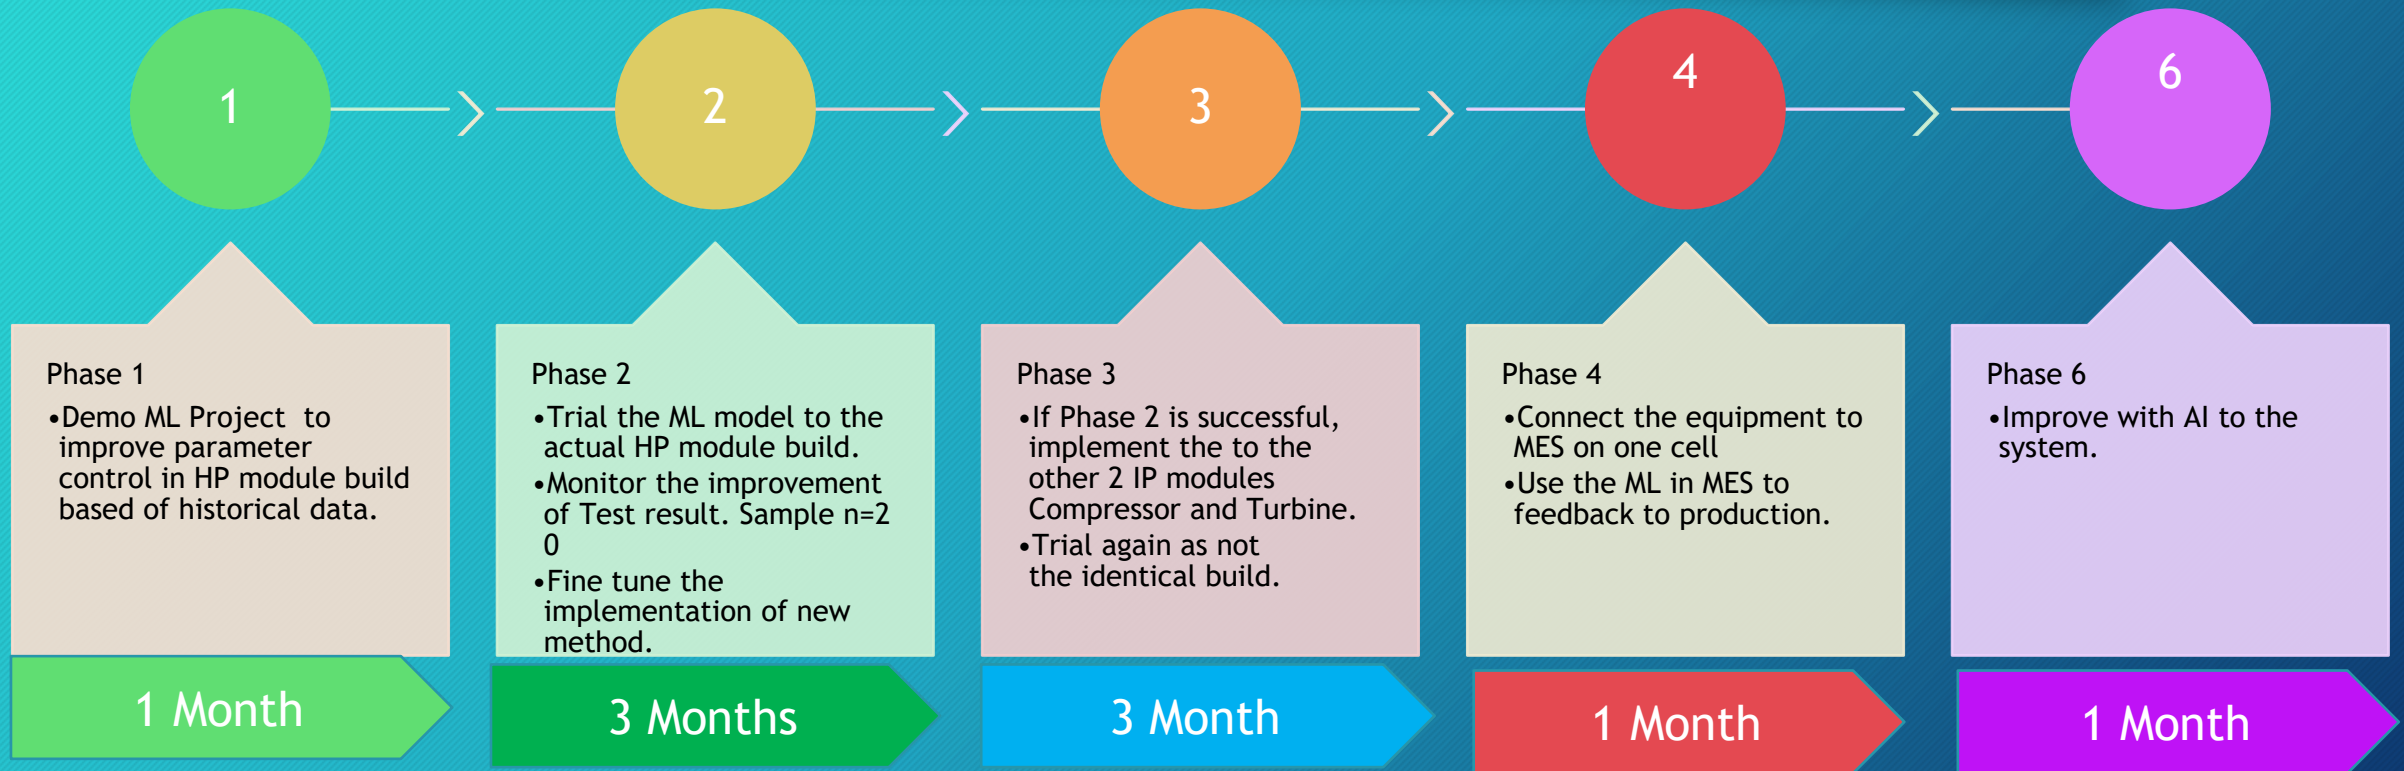 1
2
3
4
6
Phase 1
•Demo ML Project  to
improve parameter
control in HP module build
based of historical data.
Phase 2
•Trial the ML model to the
actual HP module build.
•Monitor the improvement
of Test result. Sample n=2
0
•Fine tune the
implementation of new
method.
Phase 3
•If Phase 2 is successful,
implement the to the
other 2 IP modules
Compressor and Turbine.
•Trial again as not
the identical build.
Phase 4
•Connect the equipment to
MES on one cell
•Use the ML in MES to
feedback to production.
Phase 6
•Improve with AI to the
system.
1 Month
3 Months
3 Month
1 Month
1 Month